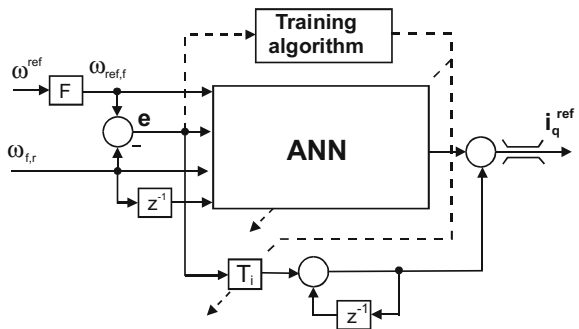 Training
algorithm
ω^ref
F
ω_ref,f
e
ANN
i_q^ref
ω_f,r
z^-1
T_i
z^-1